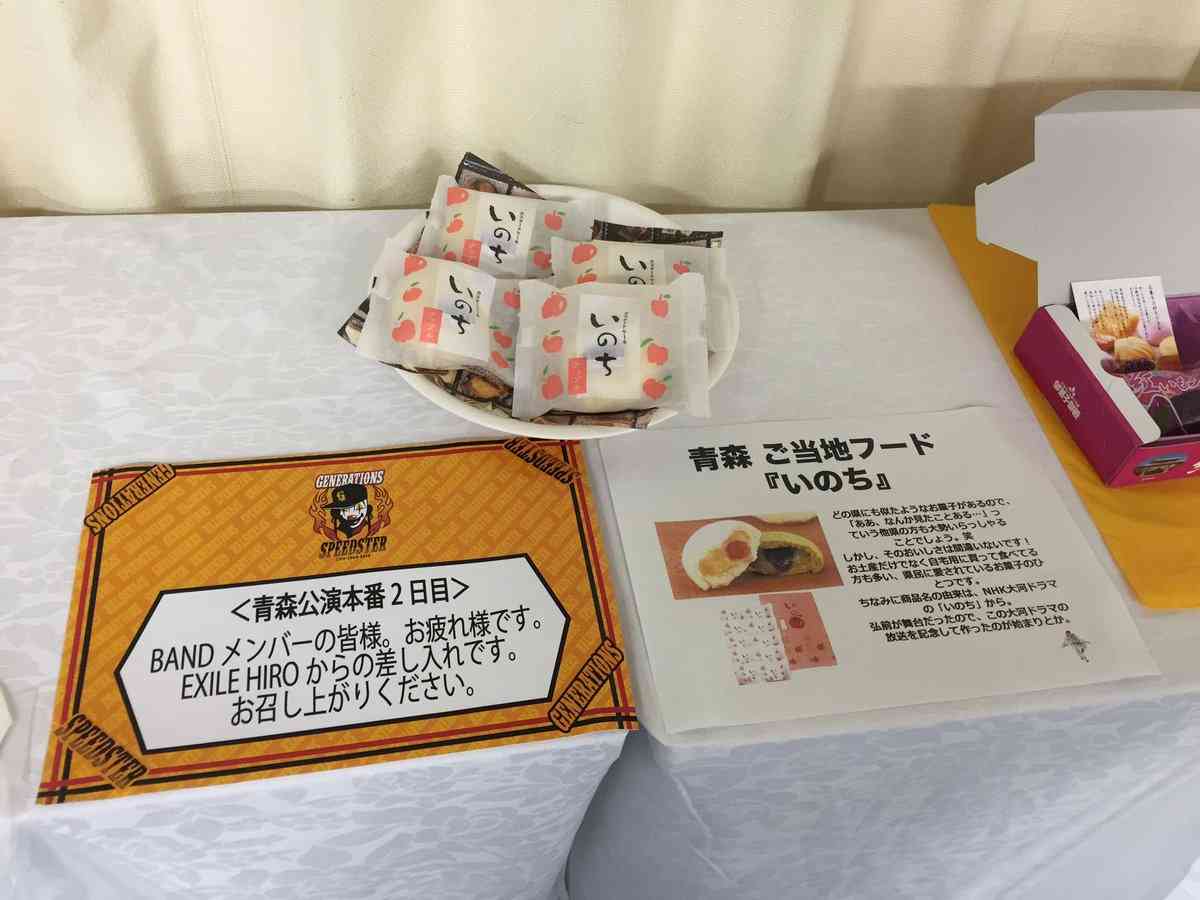 いのち
いのち
いのち
アップル
いのち
アップル
青森 ご当地フード
『いのち』
どの県にも似たようなお菓子があるので、
「ああ、なんか見たことある…」っ
ていう他県の方も大勢いらっしゃる
ことでしょう。笑
しかし、そのおいしさは間違いないです！
お土産だけでなく自宅用に買って食べてる
方も多い、県民に愛されているお菓子のひ
とつです。
ちなみに商品名の由来は、NHK大河ドラマ
の「いのち」から。
弘前が舞台だったので、この大河ドラマの
放送を記念して作ったのが始まりとか。
GENERATIONS
SPEEDSTER
GENERATIONS
SPEEDSTER
＜青森公演本番2日目＞
BANDメンバーの皆様。お疲れ様です。
EXILE HIROからの差し入れです。
お召し上がりください。
SPEEDSTER
GENERATIONS